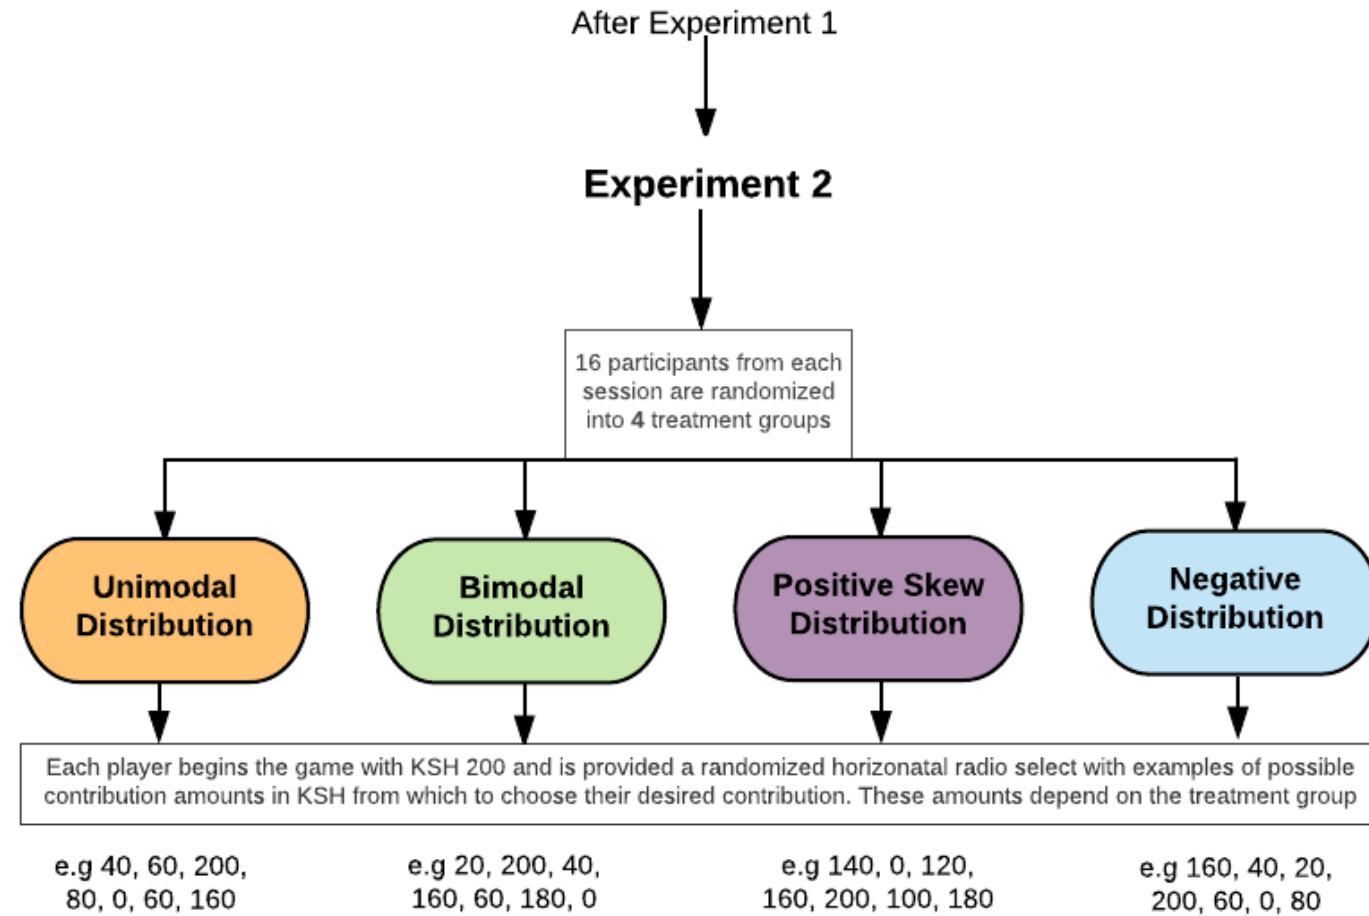 After Experiment 1
Experiment 2
16 participants from each
session are randomized
into 4 treatment groups
Unimodal
Distribution
Bimodal
Distribution
Positive Skew
Distribution
Negative
Distribution
Each player begins the game with KSH 200 and is provided a randomized horizonatal radio select with examples of possible
contribution amounts in KSH from which to choose their desired contribution. These amounts depend on the treatment group
e.g 40, 60, 200,
80, 0, 60, 160
e.g 20, 200, 40,
160, 60, 180, 0
e.g 140, 0, 120,
160, 200, 100, 180
e.g 160, 40, 20,
200, 60, 0, 80